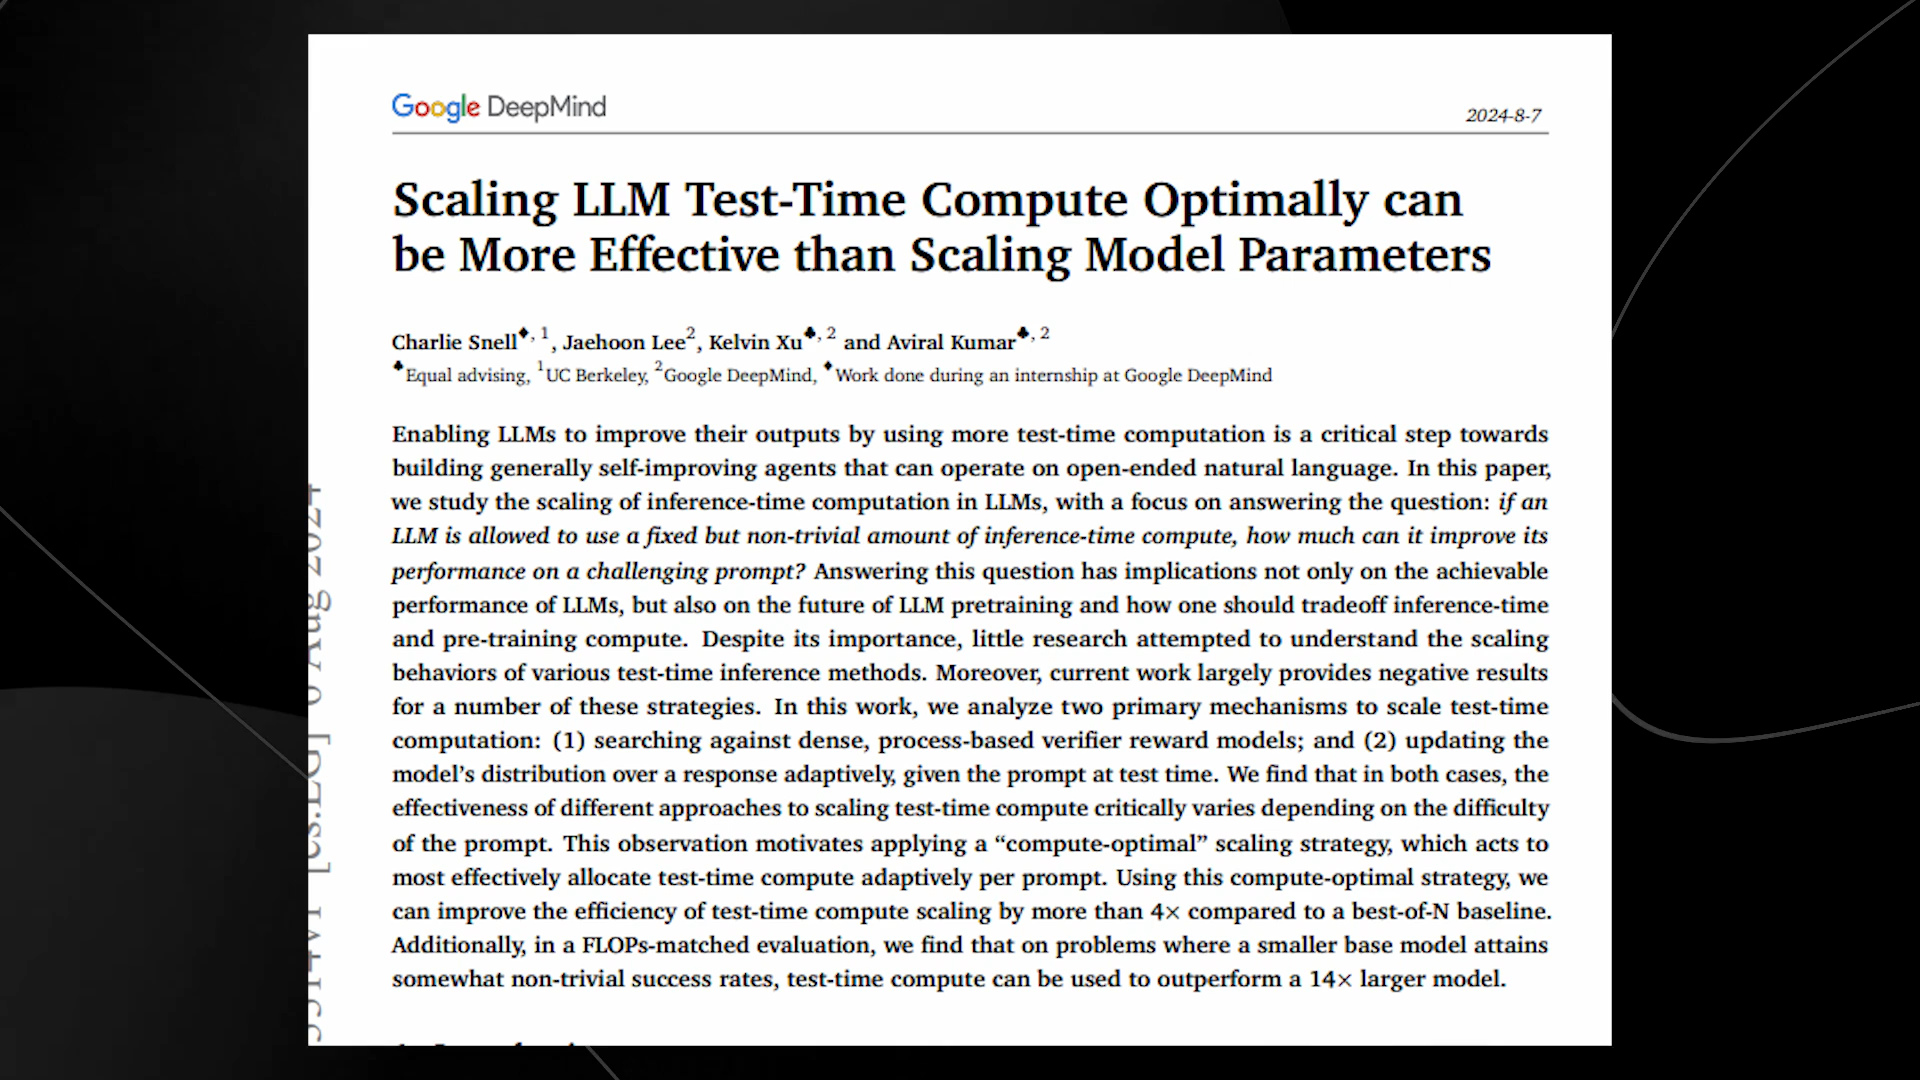 Google DeepMind
2024-8-7
Scaling LLM Test-Time Compute Optimally can
be More Effective than Scaling Model Parameters
Charlie Snell♦, 1, Jaehoon Lee2, Kelvin Xu♣, 2 and Aviral Kumar♣, 2
♣Equal advising, 1UC Berkeley, 2Google DeepMind, ♦Work done during an internship at Google DeepMind
Enabling LLMs to improve their outputs by using more test-time computation is a critical step towards
building generally self-improving agents that can operate on open-ended natural language. In this paper,
we study the scaling of inference-time computation in LLMs, with a focus on answering the question: if an
LLM is allowed to use a fixed but non-trivial amount of inference-time compute, how much can it improve its
performance on a challenging prompt? Answering this question has implications not only on the achievable
performance of LLMs, but also on the future of LLM pretraining and how one should tradeoff inference-time
and pre-training compute. Despite its importance, little research attempted to understand the scaling
behaviors of various test-time inference methods. Moreover, current work largely provides negative results
for a number of these strategies. In this work, we analyze two primary mechanisms to scale test-time
computation: (1) searching against dense, process-based verifier reward models; and (2) updating the
model's distribution over a response adaptively, given the prompt at test time. We find that in both cases, the
effectiveness of different approaches to scaling test-time compute critically varies depending on the difficulty
of the prompt. This observation motivates applying a “compute-optimal” scaling strategy, which acts to
most effectively allocate test-time compute adaptively per prompt. Using this compute-optimal strategy, we
can improve the efficiency of test-time compute scaling by more than 4× compared to a best-of-N baseline.
Additionally, in a FLOPs-matched evaluation, we find that on problems where a smaller base model attains
somewhat non-trivial success rates, test-time compute can be used to outperform a 14× larger model.
Aug 2024